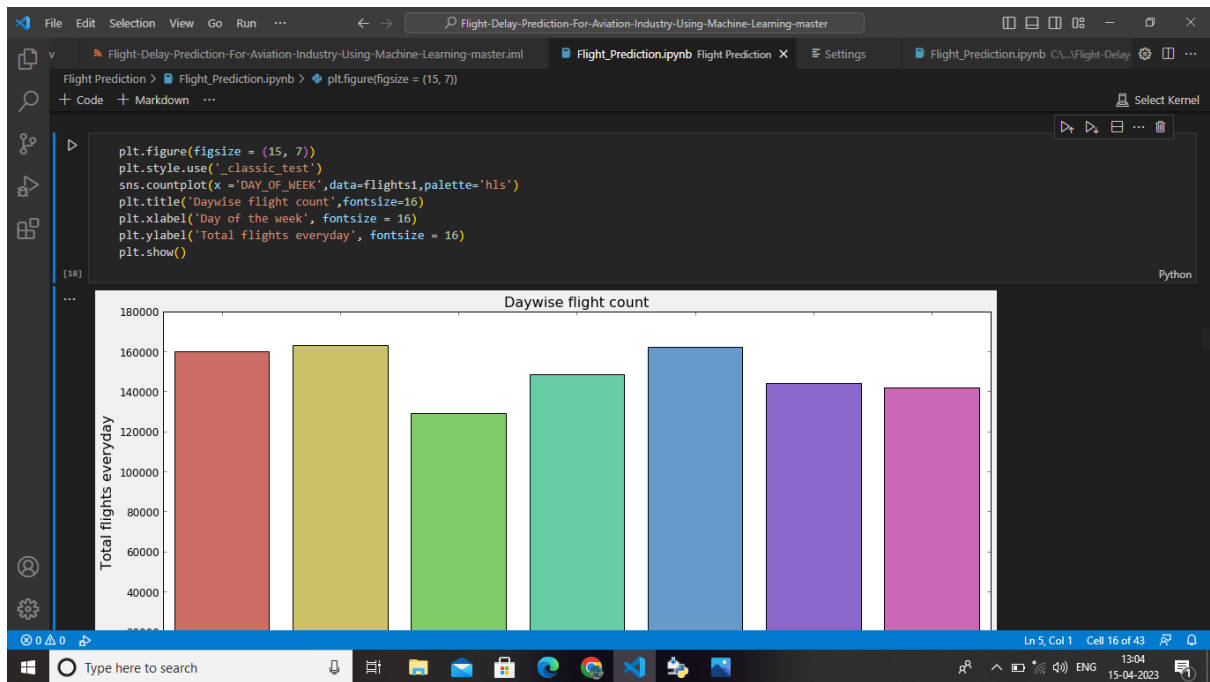 File Edit Selection View Go Run ··· Flight-Delay-Prediction-For-Aviation-Industry-Using-Machine-Learning-master
v Flight-Delay-Prediction-For-Aviation-Industry-Using-Machine-Learning-master.iml Flight_Prediction.ipynb Flight Prediction Settings Flight_Prediction.ipynb C:\...\Flight-Delay-
Flight Prediction > Flight_Prediction.ipynb > plt.figure(figsize = (15, 7))
+ Code + Markdown ··· Select Kernel
plt.figure(figsize = (15, 7))
plt.style.use('_classic_test')
sns.countplot(x ='DAY_OF_WEEK',data=flights1,palette='hls')
plt.title('Daywise flight count',fontsize=16)
plt.xlabel('Day of the week', fontsize = 16)
plt.ylabel('Total flights everyday', fontsize = 16)
plt.show()
[18] Python
Daywise flight count
180000
160000
140000
120000
100000
80000
60000
40000
Total flights everyday
0 0 Ln 5, Col 1 Cell 16 of 43
Type here to search ENG 13:04
15-04-2023 1